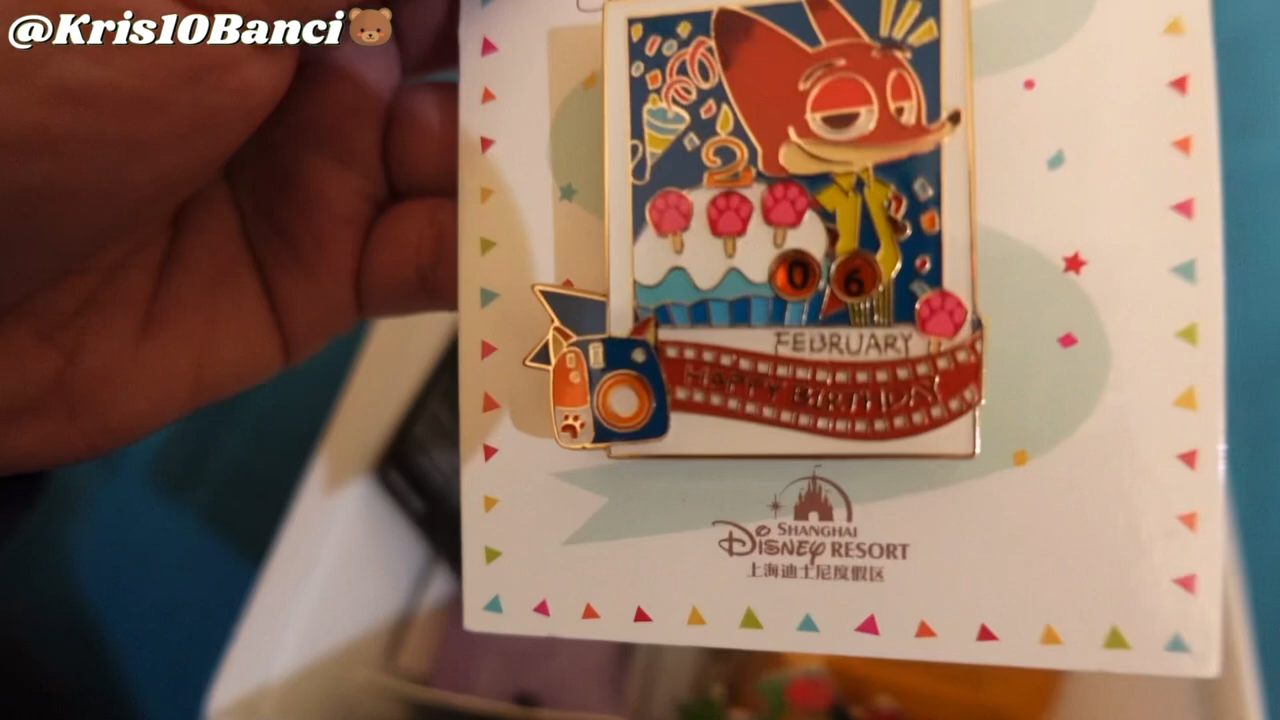 @Kris10Banci
2
0 6
FEBRUARY
HAPPY BIRTHDAY
SHANGHAI
DISNEY RESORT
上海迪士尼度假区